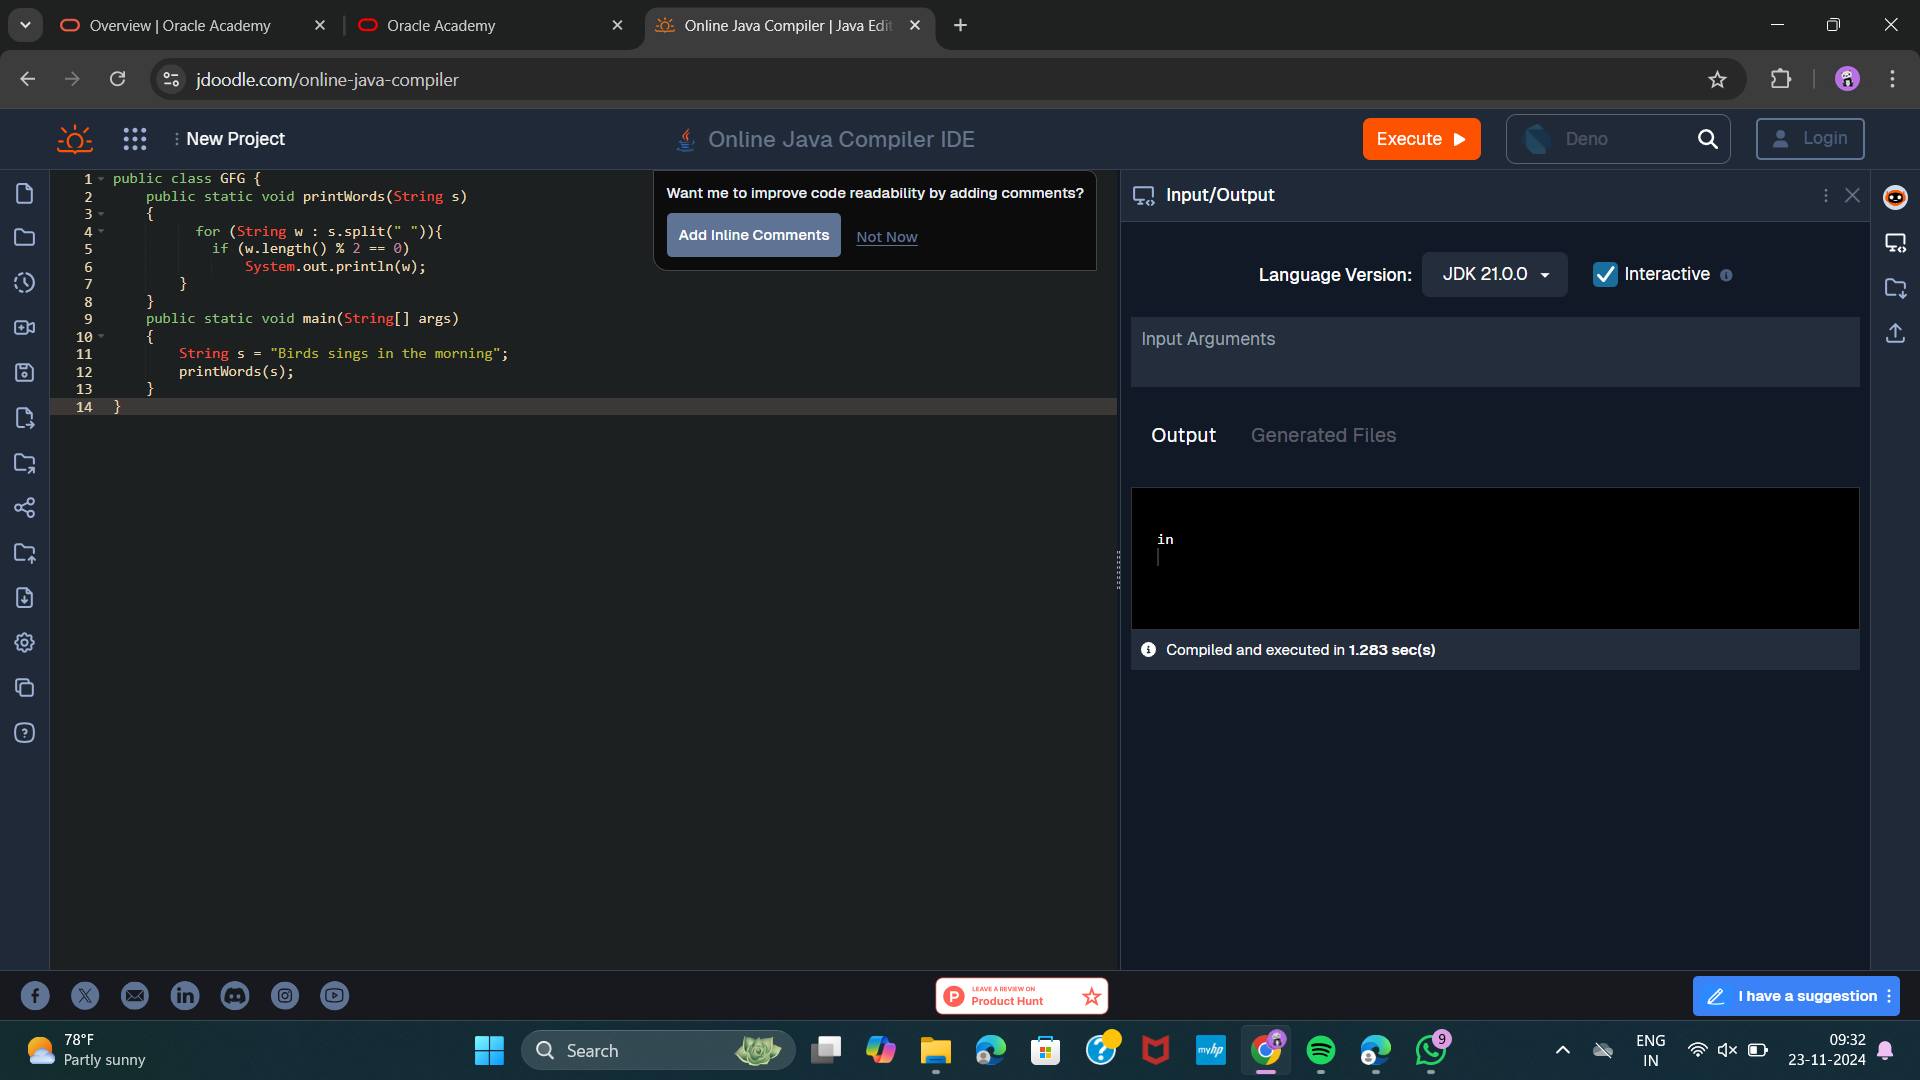 Overview | Oracle Academy
Oracle Academy
Online Java Compiler | Java Edit
jdoodle.com/online-java-compiler
New Project
Online Java Compiler IDE
Execute
Deno
Login
1 public class GFG {
2 public static void printWords(String s)
3 {
4 for (String w : s.split(" ")){
5 if (w.length() % 2 == 0)
6 System.out.println(w);
7 }
8 }
9 public static void main(String[] args)
10 {
11 String s = "Birds sings in the morning";
12 printWords(s);
13 }
14 }
Want me to improve code readability by adding comments?
Add Inline Comments
Not Now
Input/Output
Language Version:
JDK 21.0.0
Interactive
Input Arguments
Output
Generated Files
in
Compiled and executed in 1.283 sec(s)
LEAVE A REVIEW ON
Product Hunt
I have a suggestion
78°F
Partly sunny
Search
myhp
9
ENG
IN
09:32
23-11-2024